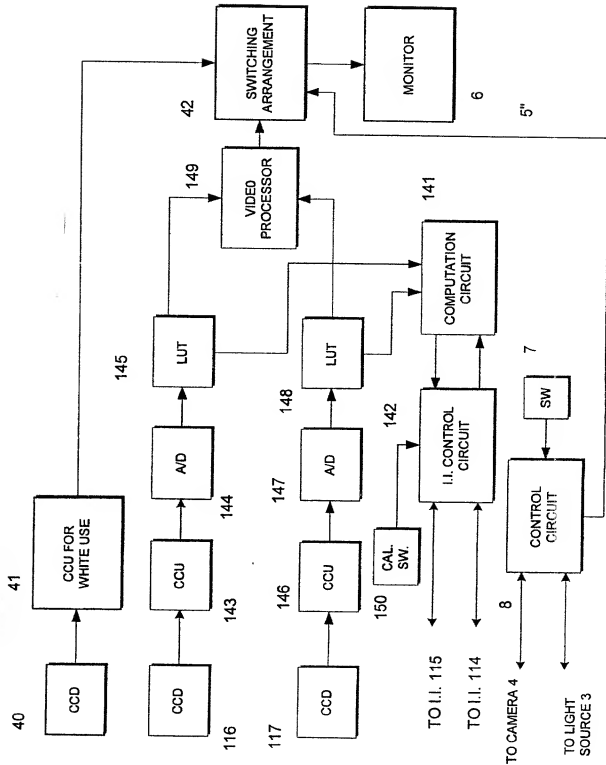 40
CCD
41
CCU FOR
WHITE USE
42
SWITCHING
ARRANGEMENT
MONITOR
6
5"
116
CCD
143
CCU
144
A/D
145
LUT
149
VIDEO
PROCESSOR
117
CCD
146
CCU
147
A/D
148
LUT
141
COMPUTATION
CIRCUIT
150
CAL.
SW.
142
I.I. CONTROL
CIRCUIT
TO I.I. 115
TO I.I. 114
7
SW
8
CONTROL
CIRCUIT
TO CAMERA 4
TO LIGHT
SOURCE 3